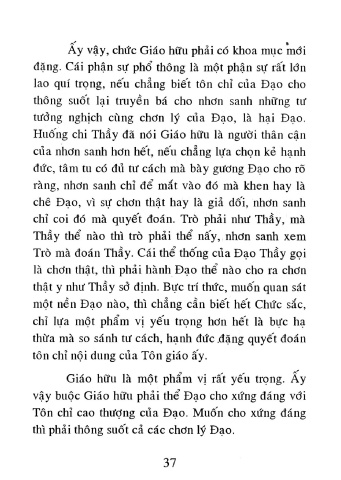 Ấy vậy, chức Giáo hữu phải có khoa mục mới
đặng. Cái phận sự phổ thông là một phận sự rất lớn
lao quí trọng, nếu chẳng biết tôn chỉ của Đạo cho
thông suốt lại truyền bá cho nhơn sanh những tư
tưởng nghịch cùng chơn lý của Đạo, là hại Đạo.
Huống chi Thầy đã nói Giáo hữu là người thân cận
của nhơn sanh hơn hết, nếu chẳng lựa chọn kẻ hạnh
đức, tâm tu có đủ tư cách mà bày gương Đạo cho rõ
ràng, nhơn sanh chỉ để mắt vào đó mà khen hay là
chê Đạo, vì sự chơn thật hay là giả dối, nhơn sanh
chỉ coi đó mà quyết đoán. Trò phải như Thầy, mà
Thầy thể nào thì trò phải thể nấy, nhơn sanh xem
Trò mà đoán Thầy. Cái thể thống của Đạo Thầy gọi
là chơn thật, thì phải hành Đạo thế nào cho ra chơn
thật y như Thầy sở định. Bực trí thức, muốn quan sát
một nền Đạo nào, thì chẳng cần biết hết Chức sắc,
chỉ lựa một phẩm vị yếu trọng hơn hết là bực hạ
thừa mà so sánh tư cách, hạnh đức đặng quyết đoán
tôn chỉ nội dung của Tôn giáo ấy.
Giáo hữu là một phẩm vị rất yếu trọng. Ấy
vậy buộc Giáo hữu phải thể Đạo cho xứng đáng với
Tôn chỉ cao thượng của Đạo. Muốn cho xứng đáng
thì phải thông suốt cả các chơn lý Đạo.
37